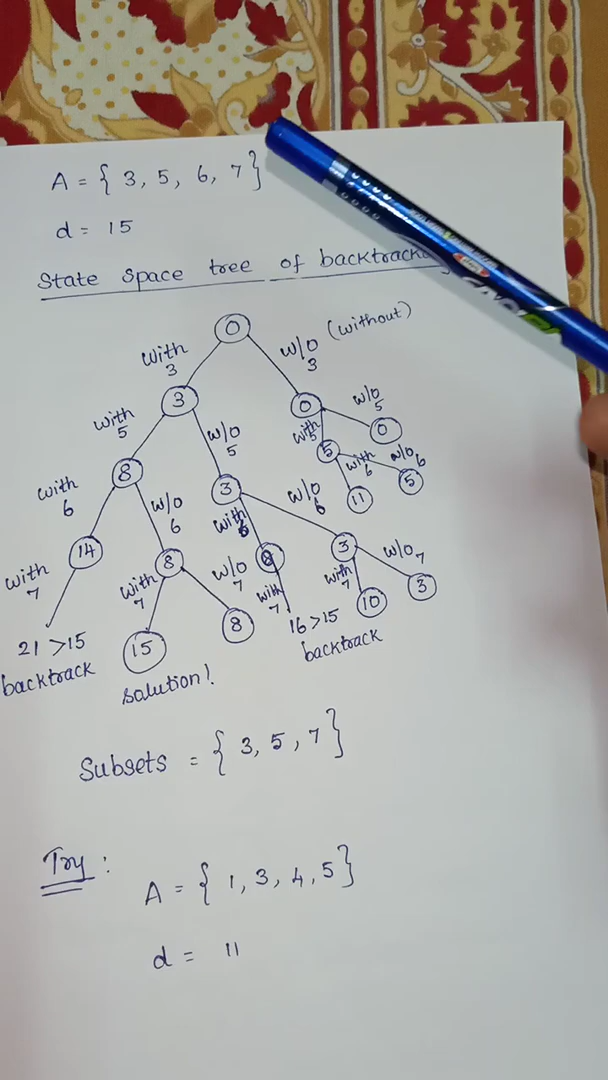 A = { 3, 5, 6, 7 }
d = 15
State space tree of
0
with 3
w/o 3
(without)
3
0
with 5
w/o 5
with 5
w/o 5
8
3
5
0
with 6
w/o 6
with 6
w/o 6
with 6
w/o 6
14
8
3
11
5
with 7
with 7
w/o 7
with 7
with 7
w/o 7
21 >15
backtrack
15
8
16 >15
backtrack
10
3
salution!
Subsets = { 3, 5, 7 }
Try :
A = { 1, 3, 4, 5 }
d = 11